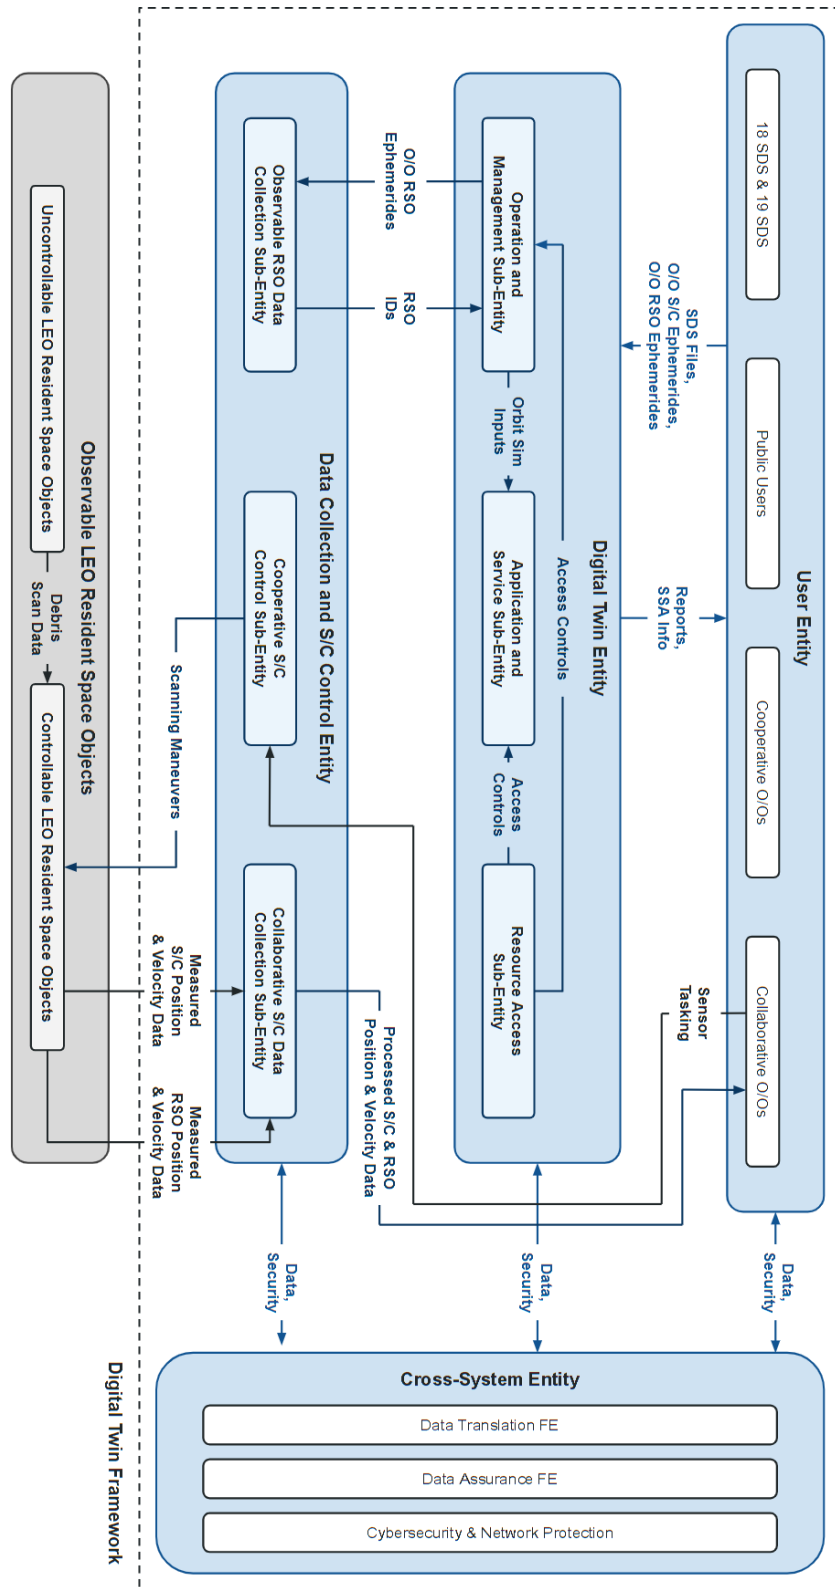 User Entity
18 SDS & 19 SDS
Public Users
Cooperative O/Os
Collaborative O/Os
SDS Files,
O/O S/C Ephemerides,
O/O RSO Ephemerides
Reports,
SSA Info
Sensor
Tasking
Digital Twin Entity
Access Controls
Operation and
Management Sub-Entity
Orbit Sim
Inputs
Application and
Service Sub-Entity
Access
Controls
Resource Access
Sub-Entity
O/O RSO
Ephemerides
RSO
IDs
Processed S/C & RSO
Position & Velocity Data
Data Collection and S/C Control Entity
Observable RSO Data
Collection Sub-Entity
Cooperative S/C
Control Sub-Entity
Collaborative S/C Data
Collection Sub-Entity
Scanning Maneuvers
Measured
S/C Position
& Velocity Data
Measured
RSO Position
& Velocity Data
Observable LEO Resident Space Objects
Uncontrollable LEO Resident Space Objects
Debris
Scan Data
Controllable LEO Resident Space Objects
Data,
Security
Data,
Security
Data,
Security
Cross-System Entity
Data Translation FE
Data Assurance FE
Cybersecurity & Network Protection
Digital Twin Framework